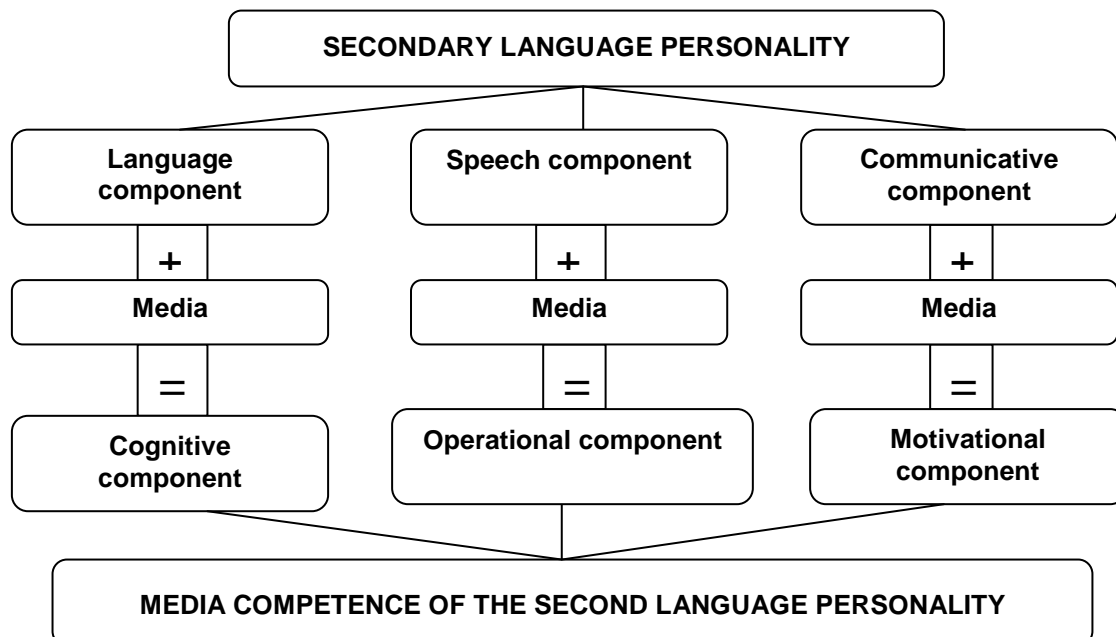 SECONDARY LANGUAGE PERSONALITY
Language
component
Speech component
Communicative
component
+
+
+
Media
Media
Media
=
=
=
Cognitive
component
Operational component
Motivational
component
MEDIA COMPETENCE OF THE SECOND LANGUAGE PERSONALITY